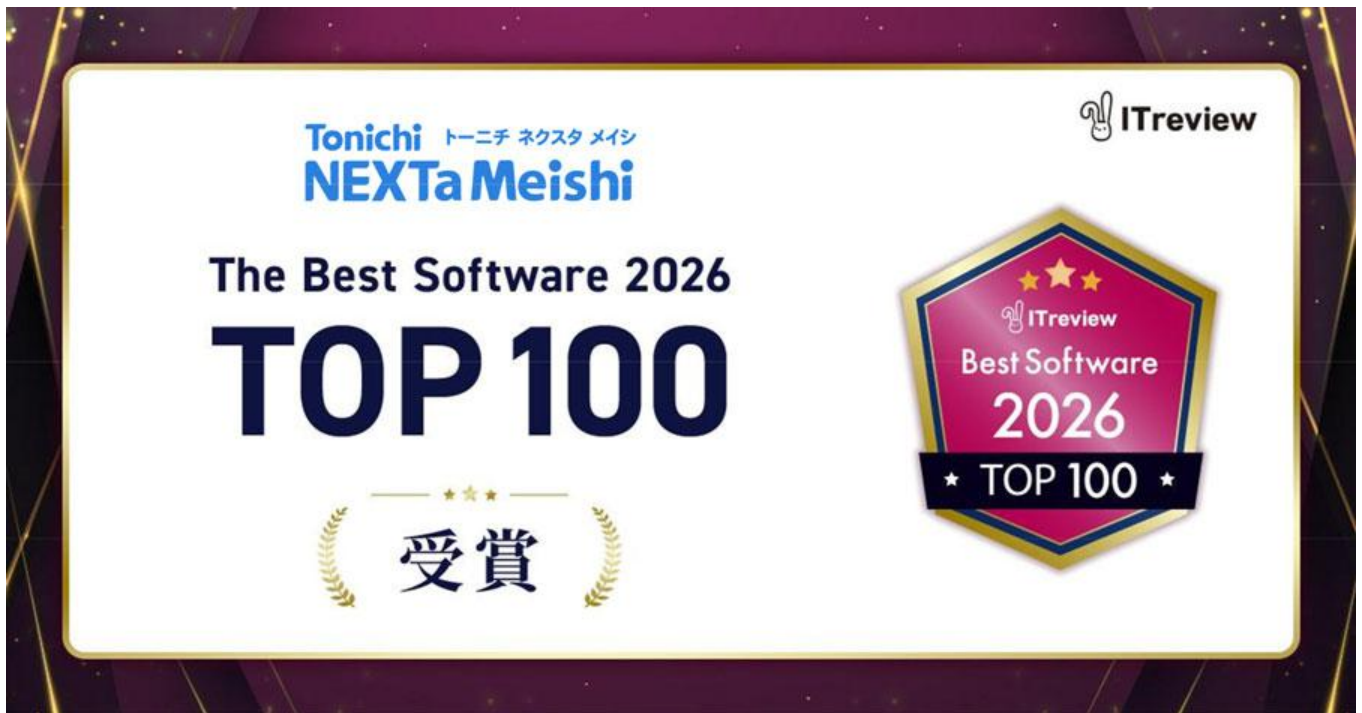 ITreview
Tonichi トーニチ ネクスタ メイシ
NEXTa Meishi
The Best Software 2026
TOP 100
受賞
ITreview
Best Software
2026
TOP 100